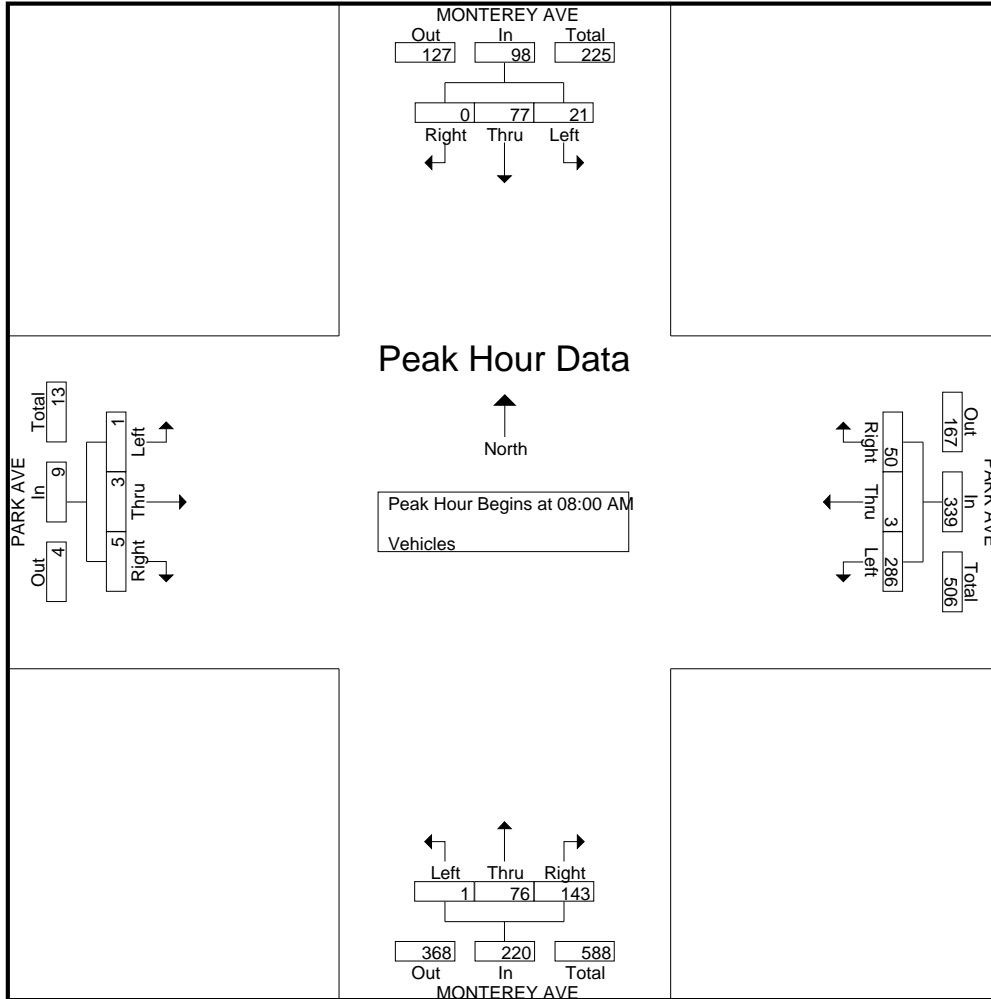 MONTEREY AVE
Out In Total
127 98 225
0 77 21
Right Thru Left
Peak Hour Data
North
Peak Hour Begins at 08:00 AM
Vehicles
PARK AVE
Total In Out
13 9 4
1 3 5
Left Thru Right
PARK AVE
Out In Total
167 339 506
50 3 286
Right Thru Left
Left Thru Right
1 76 143
368 220 588
Out In Total
MONTEREY AVE